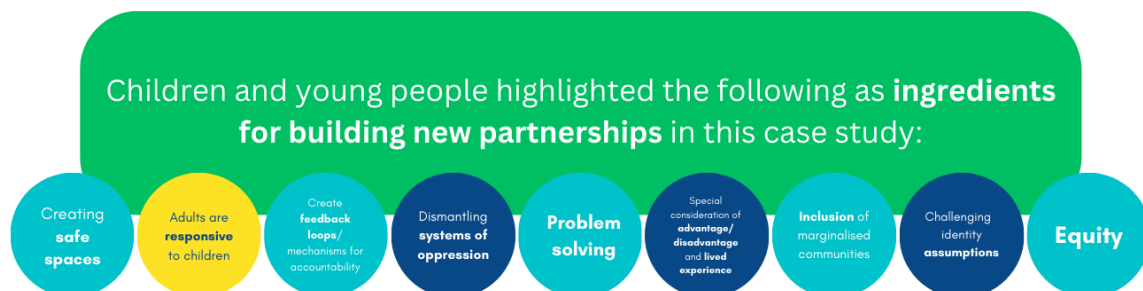 Children and young people highlighted the following as ingredients
for building new partnerships in this case study:
Creating
safe
spaces
Adults are
responsive
to children
Create
feedback
loops/
mechanisms for
accountability
Dismantling
systems of
oppression
Problem
solving
Special
consideration of
advantage/
disadvantage
and lived
experience
Inclusion of
marginalised
communities
Challenging
identity
assumptions
Equity